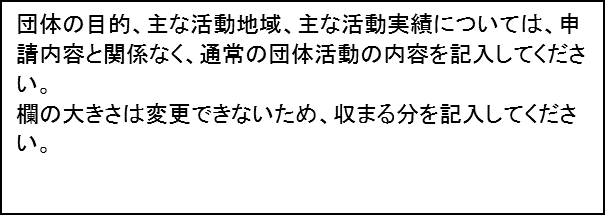 団体の目的、主な活動地域、主な活動実績については、申
請内容と関係なく、通常の団体活動の内容を記入してくださ
い。
欄の大きさは変更できないため、収まる分を記入してくださ
い。